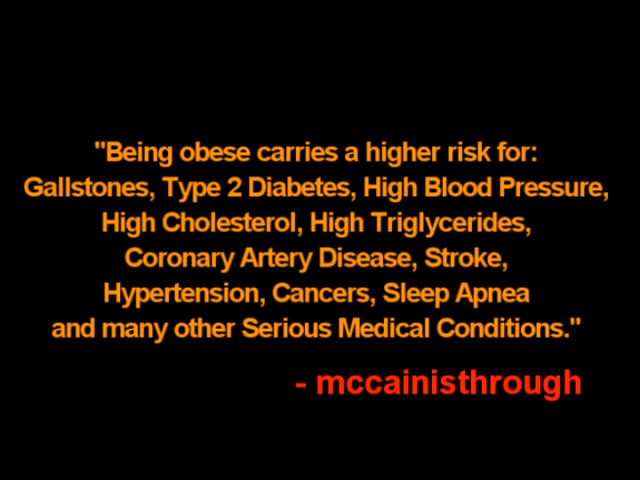 "Being obese carries a higher risk for:
Gallstones, Type 2 Diabetes, High Blood Pressure,
High Cholesterol, High Triglycerides,
Coronary Artery Disease, Stroke,
Hypertension, Cancers, Sleep Apnea
and many other Serious Medical Conditions."
- mccainisthrough